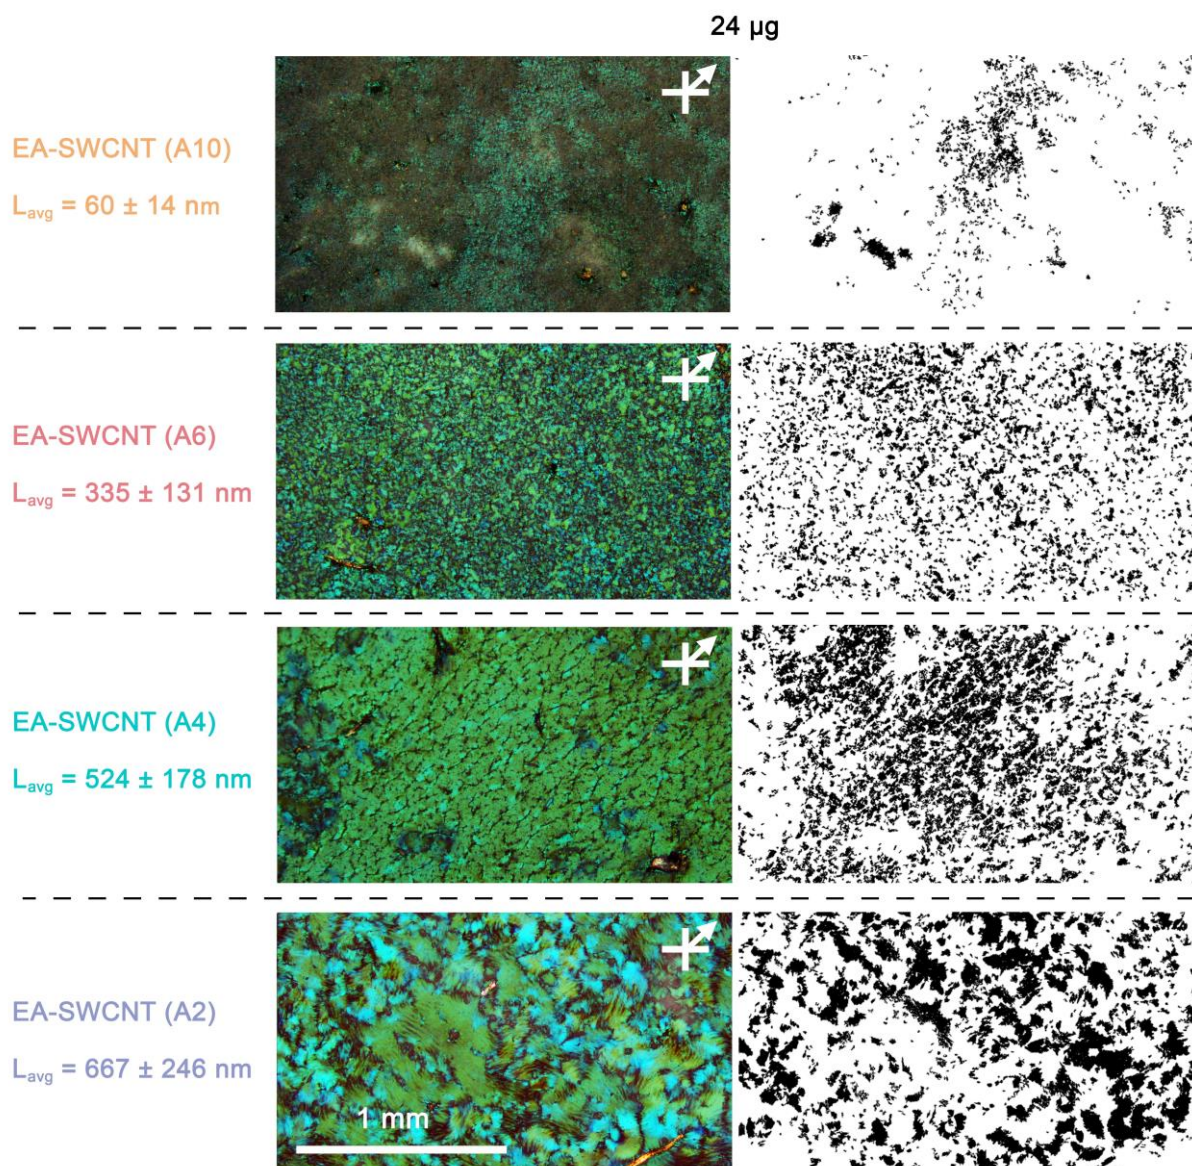 24 µg
EA-SWCNT (A10)
Lavg = 60 ± 14 nm
EA-SWCNT (A6)
Lavg = 335 ± 131 nm
EA-SWCNT (A4)
Lavg = 524 ± 178 nm
EA-SWCNT (A2)
Lavg = 667 ± 246 nm
1 mm